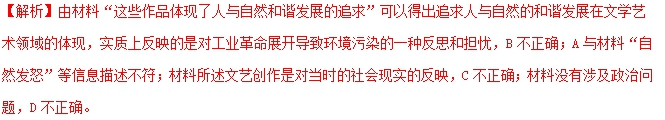 【解析】由材料“这些作品体现了人与自然和谐发展的追求”可以得出追求人与自然的和谐发展在文学艺
术领域的体现，实质上反映的是对工业革命展开导致环境污染的一种反思和担忧，B 不正确；A 与材料“自
然发怒”等信息描述不符；材料所述文艺创作是对当时的社会现实的反映，C 不正确；材料没有涉及政治问
题，D 不正确。